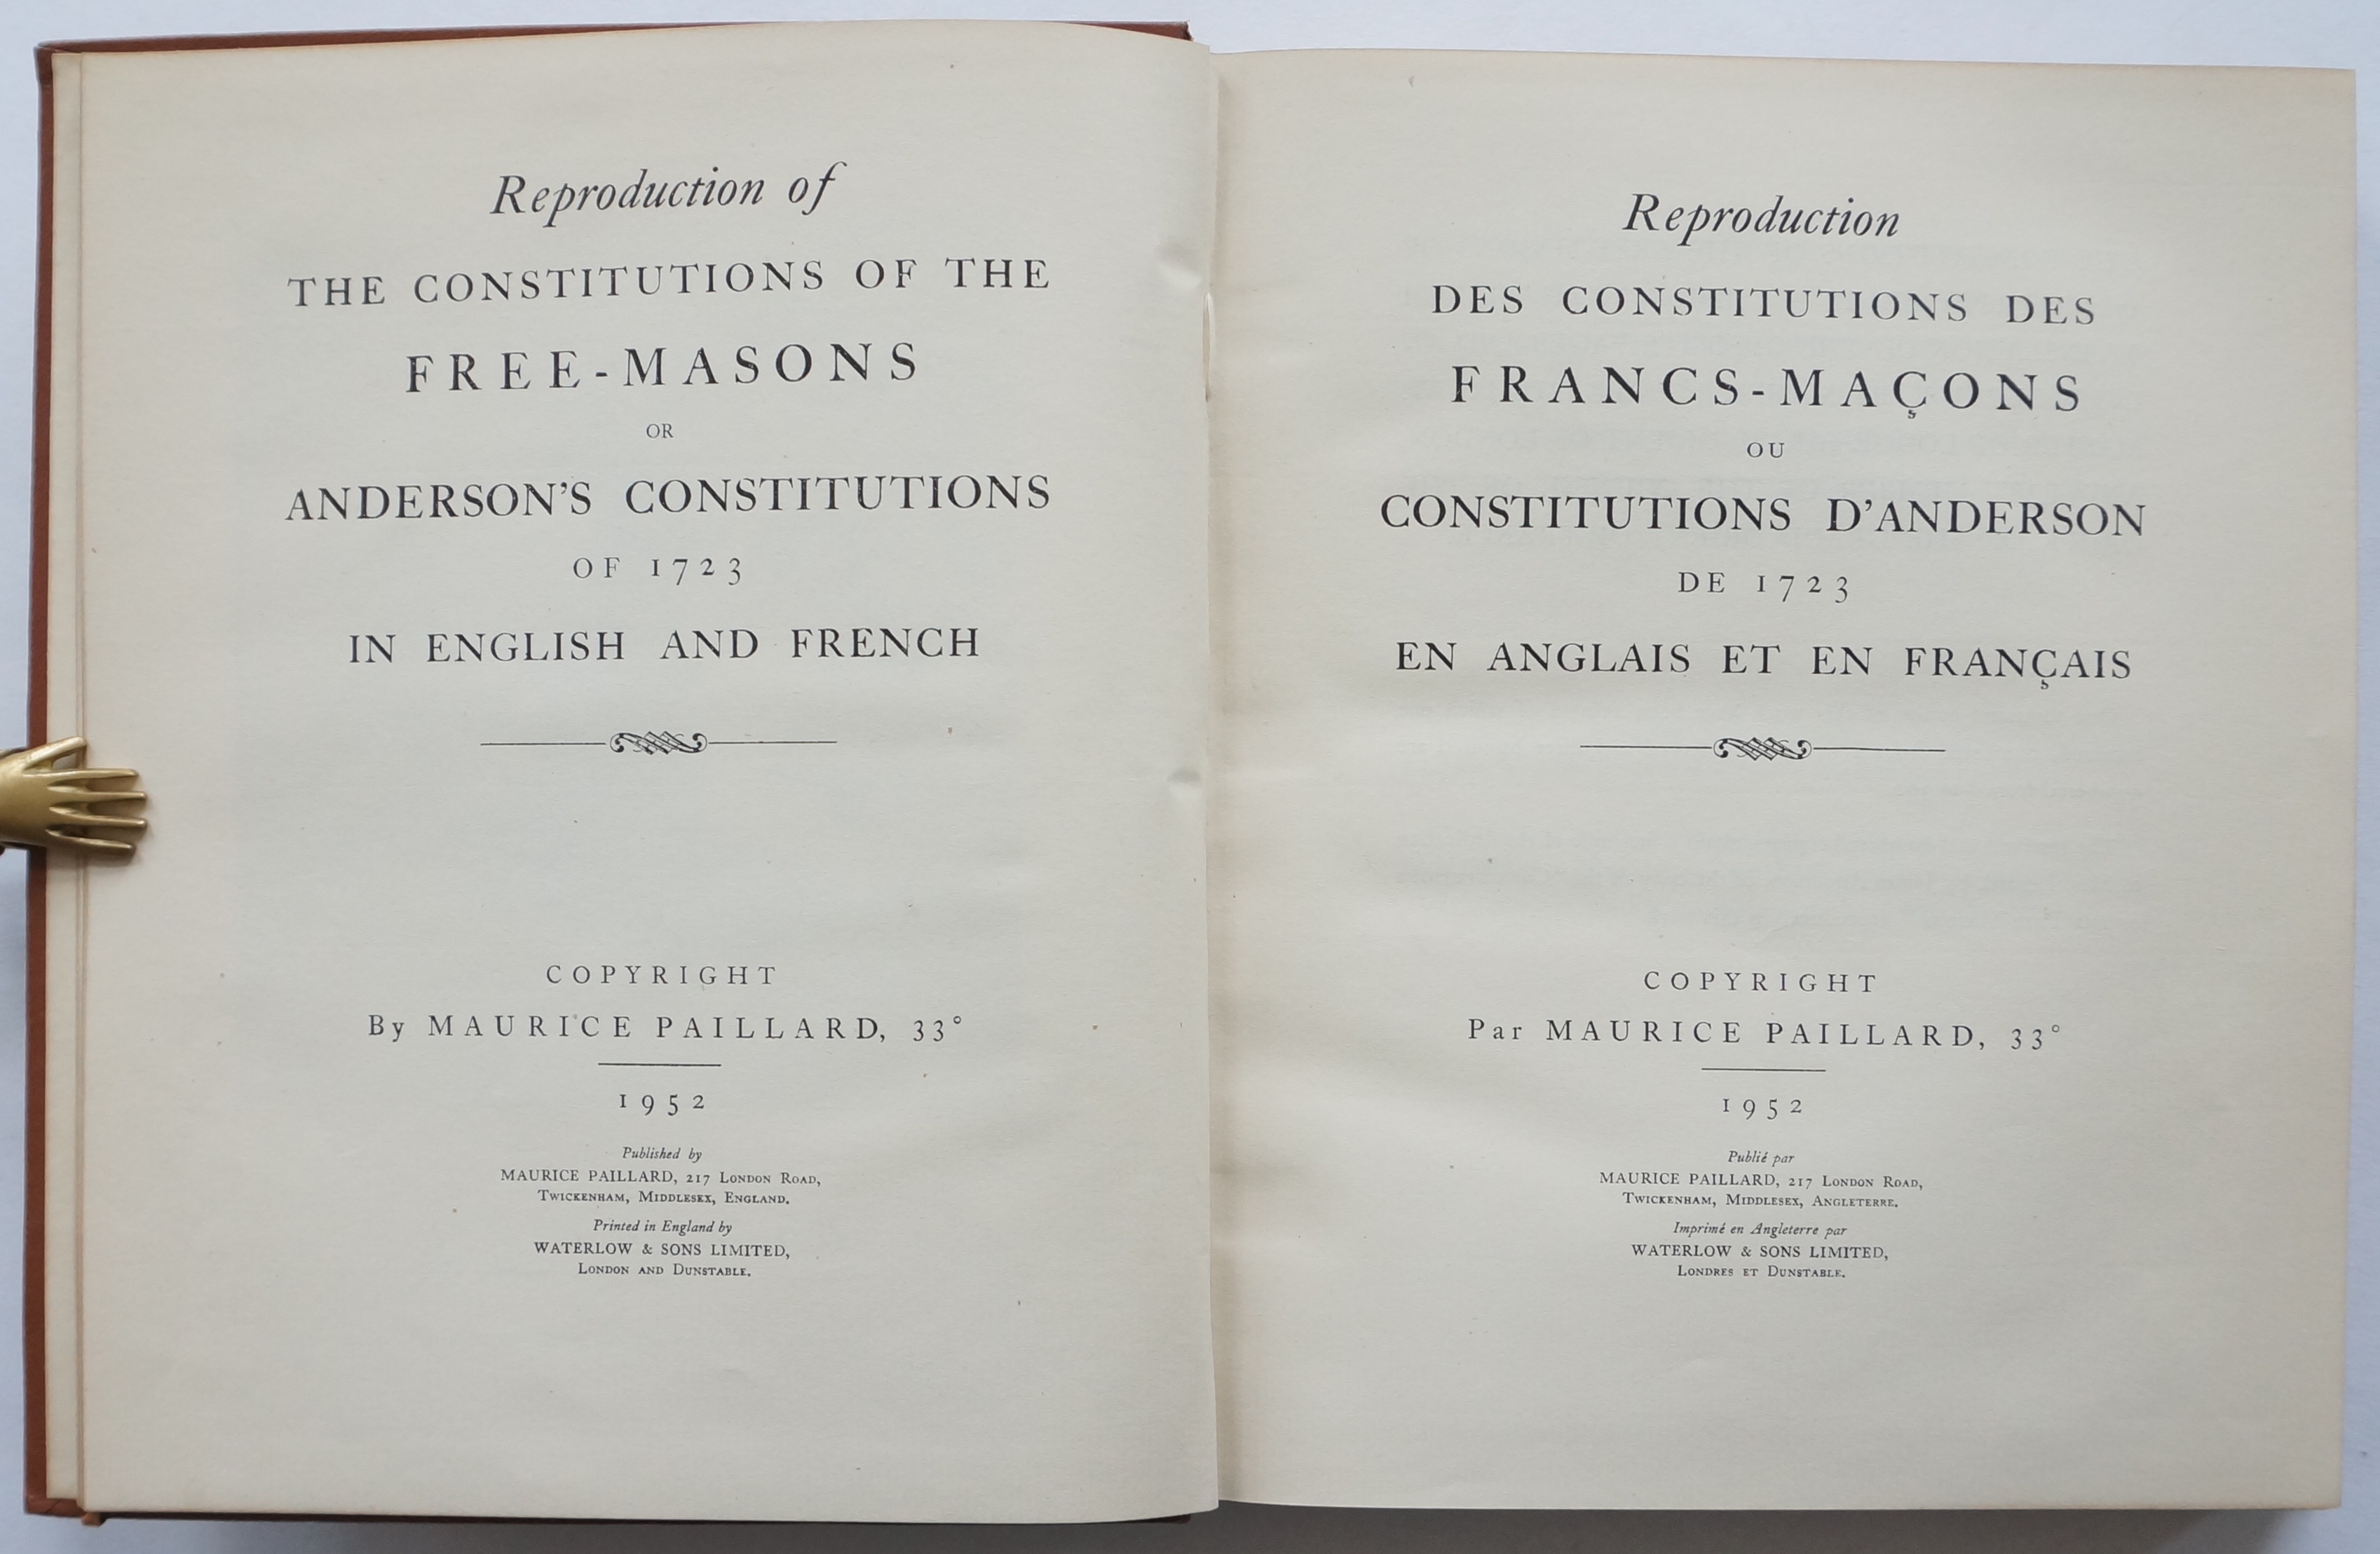 Reproduction of
THE CONSTITUTIONS OF THE
FREE-MASONS
OR
ANDERSON'S CONSTITUTIONS
OF 1723
IN ENGLISH AND FRENCH
COPYRIGHT
By MAURICE PAILLARD, 33°
1952
Published by
MAURICE PAILLARD, 217 LONDON ROAD,
TWICKENHAM, MIDDLESEX, ENGLAND.
Printed in England by
WATERLOW & SONS LIMITED,
LONDON AND DUNSTABLE.
Reproduction
DES CONSTITUTIONS DES
FRANCS-MAÇONS
OU
CONSTITUTIONS D'ANDERSON
DE 1723
EN ANGLAIS ET EN FRANÇAIS
COPYRIGHT
Par MAURICE PAILLARD, 33°
1952
Publié par
MAURICE PAILLARD, 217 LONDON ROAD,
TWICKENHAM, MIDDLESEX, ANGLETERRE.
Imprimé en Angleterre par
WATERLOW & SONS LIMITED,
LONDRES ET DUNSTABLE.